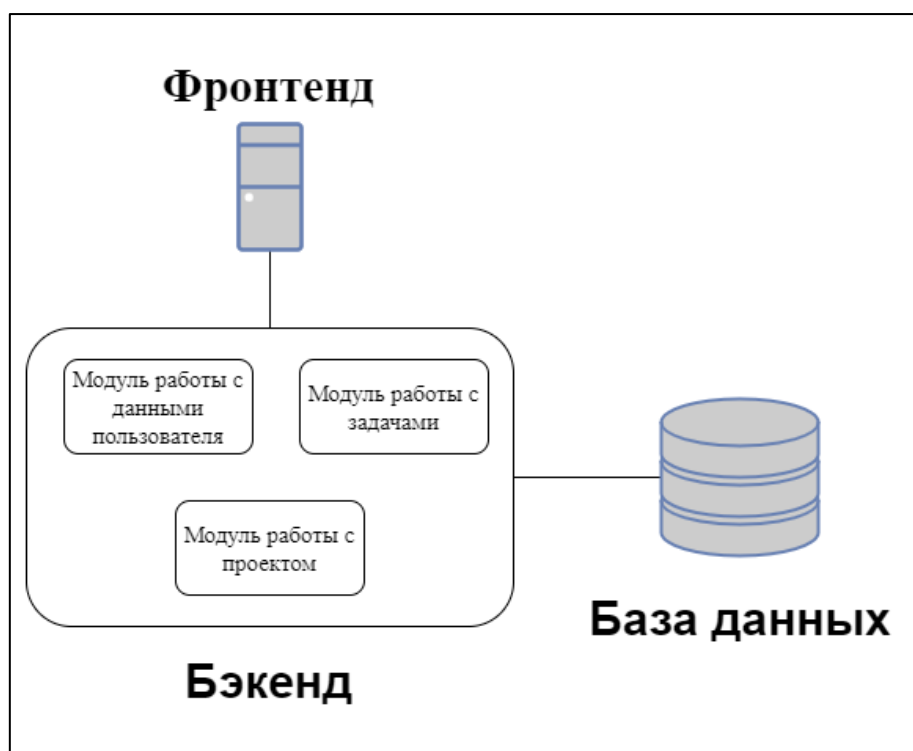 Фронтенд
Модуль работы с
данными
пользователя
Модуль работы с
задачами
Модуль работы с
проектом
База данных
Бэкенд